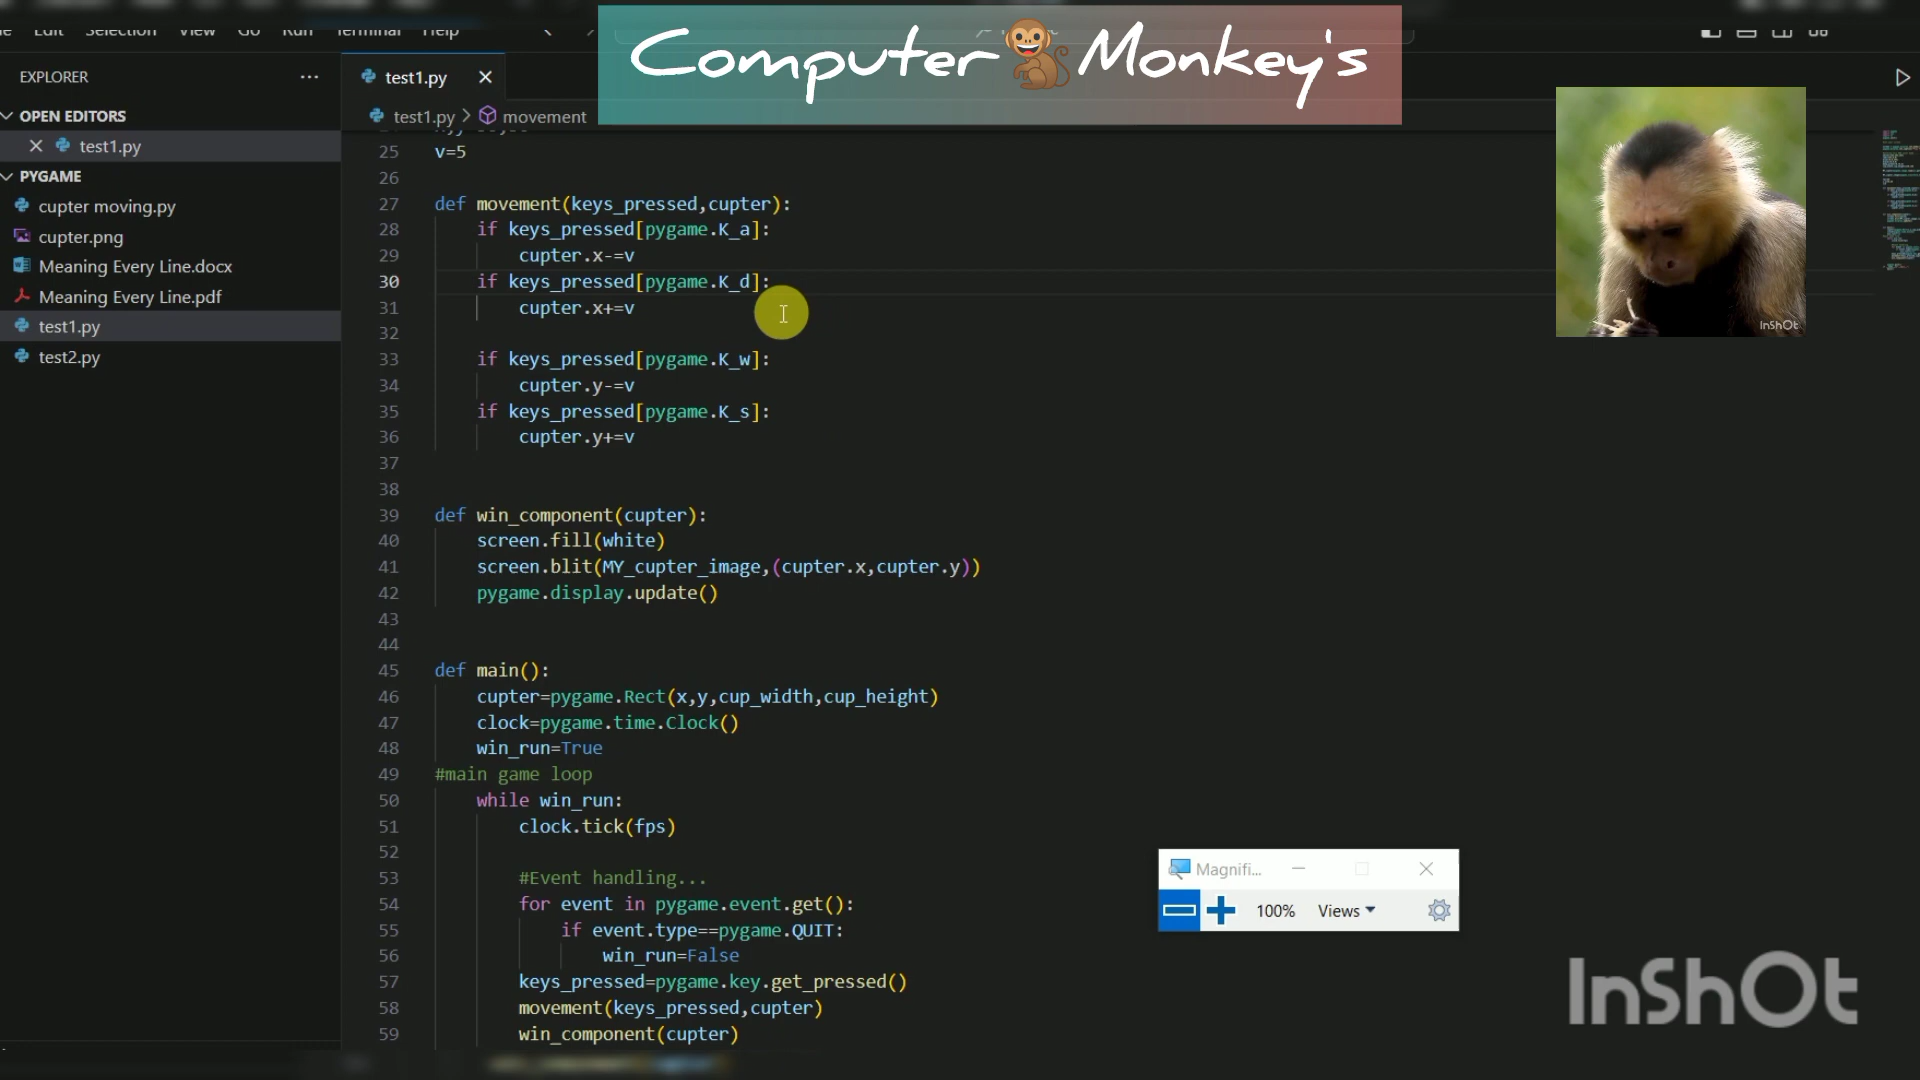 Edit Selection View Go Run Terminal Help
Computer Monkey's
EXPLORER
test1.py
test1.py > movement
OPEN EDITORS
test1.py
PYGAME
cupter moving.py
cupter.png
Meaning Every Line.docx
Meaning Every Line.pdf
test1.py
test2.py
25 v=5
26
27 def movement(keys_pressed,cupter):
28 if keys_pressed[pygame.K_a]:
29 cupter.x-=v
30 if keys_pressed[pygame.K_d]:
31 cupter.x+=v
32
33 if keys_pressed[pygame.K_w]:
34 cupter.y-=v
35 if keys_pressed[pygame.K_s]:
36 cupter.y+=v
37
38
39 def win_component(cupter):
40 screen.fill(white)
41 screen.blit(MY_cupter_image,(cupter.x,cupter.y))
42 pygame.display.update()
43
44
45 def main():
46 cupter=pygame.Rect(x,y,cup_width,cup_height)
47 clock=pygame.time.Clock()
48 win_run=True
49 #main game loop
50 while win_run:
51 clock.tick(fps)
52
53 #Event handling...
54 for event in pygame.event.get():
55 if event.type==pygame.QUIT:
56 win_run=False
57 keys_pressed=pygame.key.get_pressed()
58 movement(keys_pressed,cupter)
59 win_component(cupter)
InShOt
Magnifi...
100% Views
InShOt